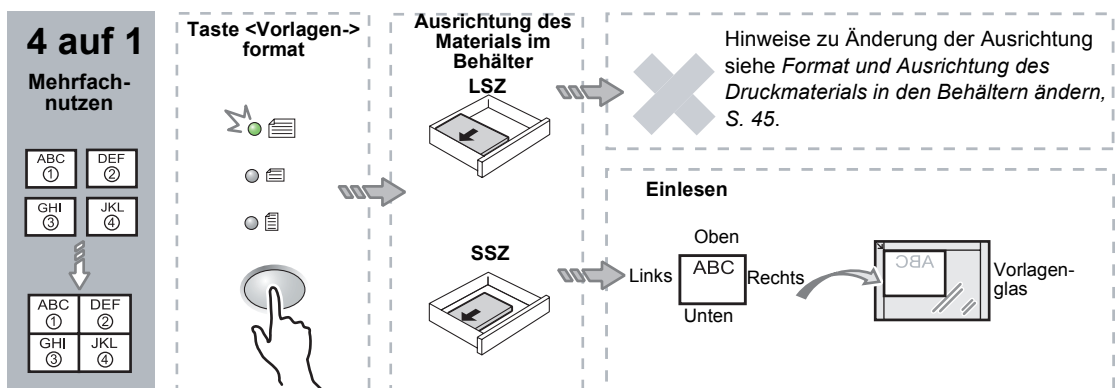 4 auf 1
Mehrfach-
nutzen
ABC
①
DEF
②
GHI
③
JKL
④
ABC
①
DEF
②
GHI
③
JKL
④
Taste <Vorlagen->
format
Ausrichtung des
Materials im
Behälter
LSZ
SSZ
Hinweise zu Änderung der Ausrichtung
siehe Format und Ausrichtung des
Druckmaterials in den Behältern ändern,
S. 45.
Einlesen
Oben
Links
ABC
Rechts
Unten
ABC
Vorlagen-
glas